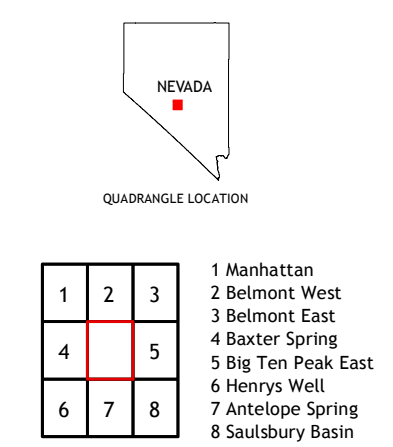 NEVADA
QUADRANGLE LOCATION
1 2 3
4 5
6 7 8
1 Manhattan
2 Belmont West
3 Belmont East
4 Baxter Spring
5 Big Ten Peak East
6 Henrys Well
7 Antelope Spring
8 Saulsbury Basin